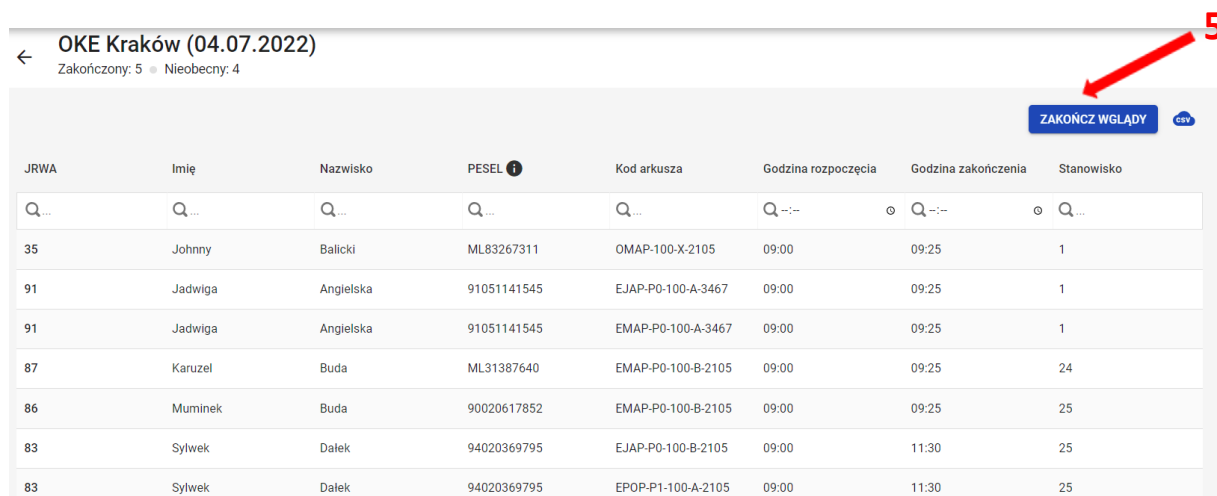 5
OKE Kraków (04.07.2022)
Zakończony: 5 Nieobecny: 4
ZAKOŃCZ WGLĄDY csv
JRWA Imię Nazwisko PESEL i Kod arkusza Godzina rozpoczęcia Godzina zakończenia Stanowisko
... ... ... ... ... --:-- --:-- ...
35 Johnny Balicki ML83267311 OMAP-100-X-2105 09:00 09:25 1
91 Jadwiga Angielska 91051141545 EJAP-P0-100-A-3467 09:00 09:25 1
91 Jadwiga Angielska 91051141545 EMAP-P0-100-A-3467 09:00 09:25 1
87 Karuzel Buda ML31387640 EMAP-P0-100-B-2105 09:00 09:25 24
86 Muminek Buda 90020617852 EMAP-P0-100-B-2105 09:00 09:25 25
83 Sylwek Dałek 94020369795 EJAP-P0-100-B-2105 09:00 11:30 25
83 Sylwek Dałek 94020369795 EPOP-P1-100-A-2105 09:00 11:30 25